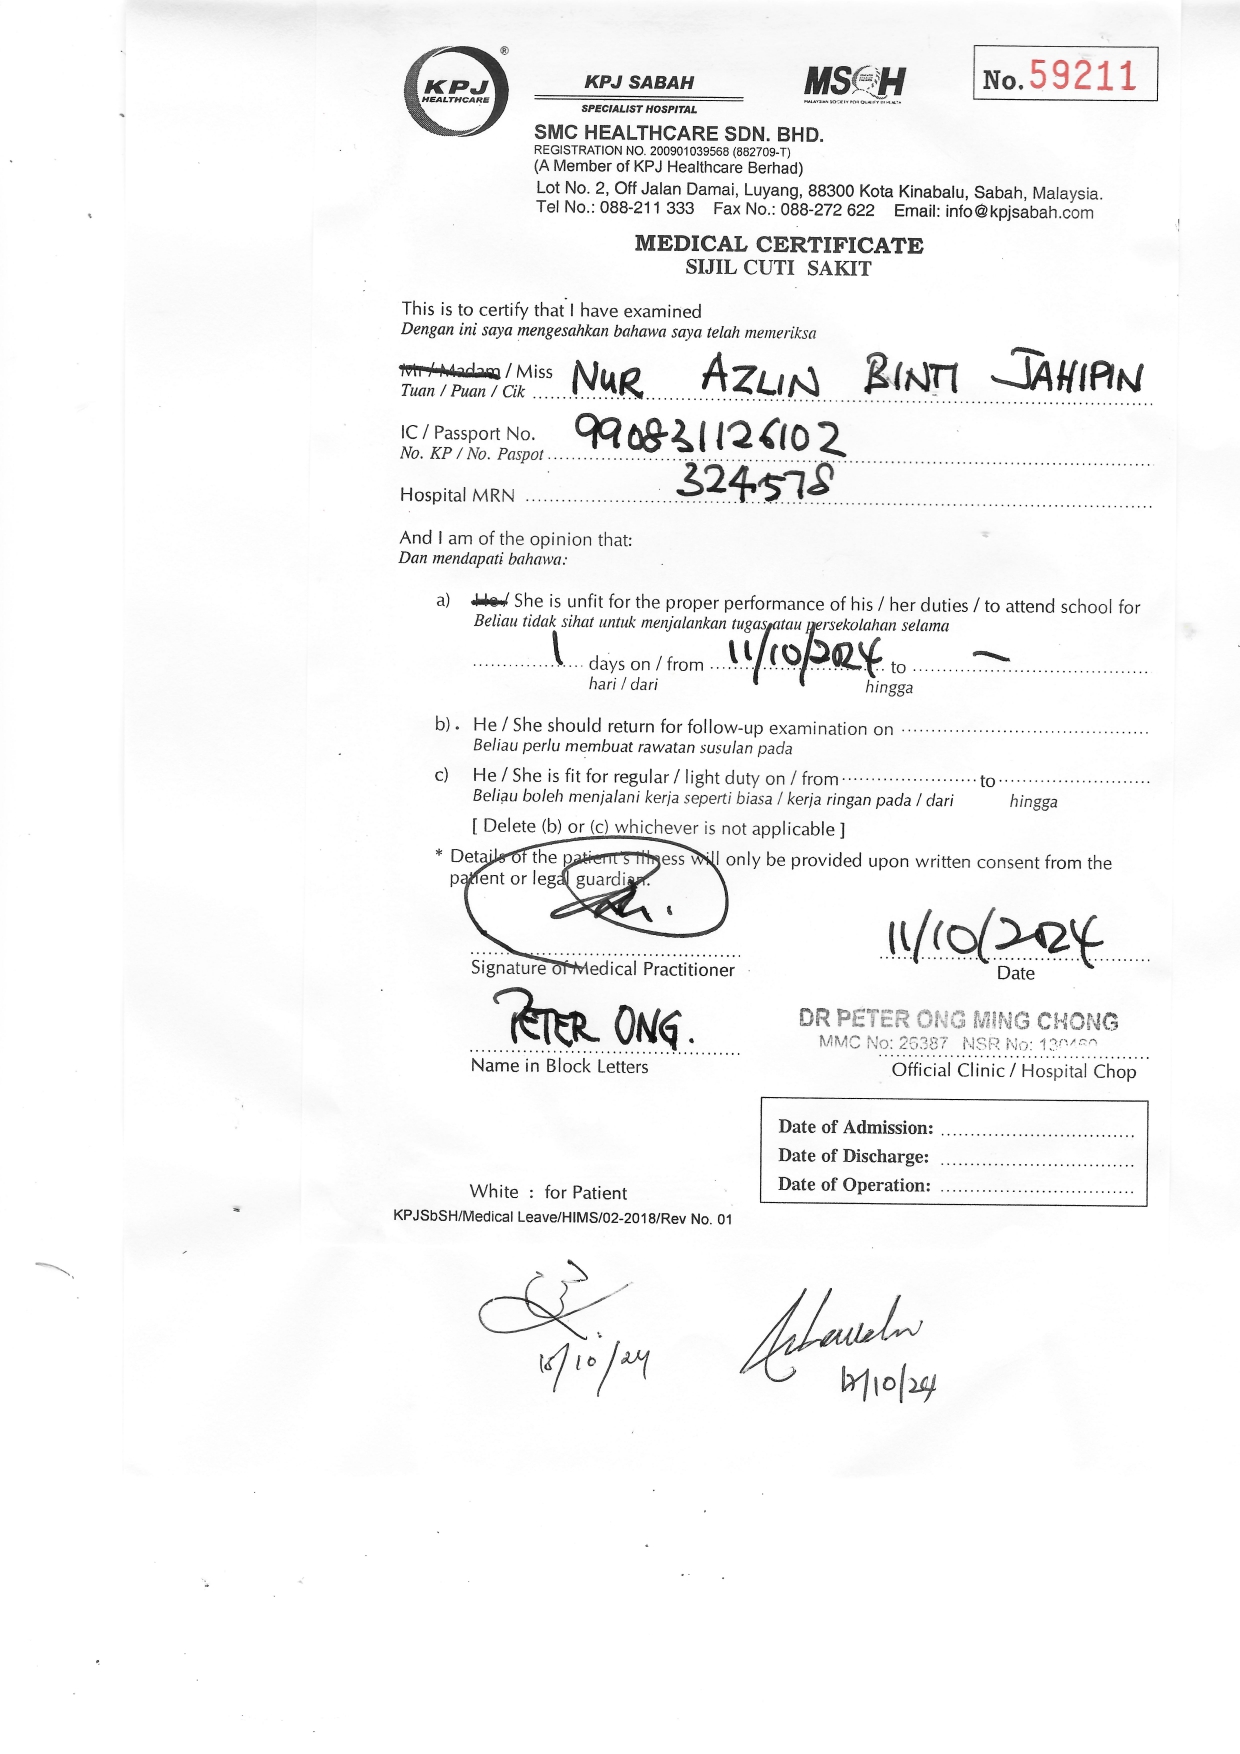 KPJ
HEALTHCARE
®
KPJ SABAH
SPECIALIST HOSPITAL
MSQH
MALAYSIAN SOCIETY FOR QUALITY IN HEALTH
No. 59211
SMC HEALTHCARE SDN. BHD.
REGISTRATION NO. 200901039568 (882709-T)
(A Member of KPJ Healthcare Berhad)
Lot No. 2, Off Jalan Damai, Luyang, 88300 Kota Kinabalu, Sabah, Malaysia.
Tel No.: 088-211 333 Fax No.: 088-272 622 Email: info@kpjsabah.com
MEDICAL CERTIFICATE
SIJIL CUTI SAKIT
This is to certify that I have examined
Dengan ini saya mengesahkan bahawa saya telah memeriksa
Mr / Madam / Miss NUR AZLIN BINTI JAHIPIN
Tuan / Puan / Cik
IC / Passport No. 990831126102
No. KP / No. Paspot
Hospital MRN 324578
And I am of the opinion that:
Dan mendapati bahawa:
a) He / She is unfit for the proper performance of his / her duties / to attend school for
Beliau tidak sihat untuk menjalankan tugas atau persekolahan selama
1 days on / from 11/10/2024 to —
hari / dari hingga
b). He / She should return for follow-up examination on
Beliau perlu membuat rawatan susulan pada
c) He / She is fit for regular / light duty on / from to
Beliau boleh menjalani kerja seperti biasa / kerja ringan pada / dari hingga
[ Delete (b) or (c) whichever is not applicable ]
* Details of the patient's illness will only be provided upon written consent from the
patient or legal guardian.
11/10/2024
Signature of Medical Practitioner Date
PETER ONG.
DR PETER ONG MING CHONG
MMC No: 25387 NSR No:
Name in Block Letters Official Clinic / Hospital Chop
Date of Admission:
Date of Discharge:
Date of Operation:
White : for Patient
KPJSbSH/Medical Leave/HIMS/02-2018/Rev No. 01
/10/24 /10/24